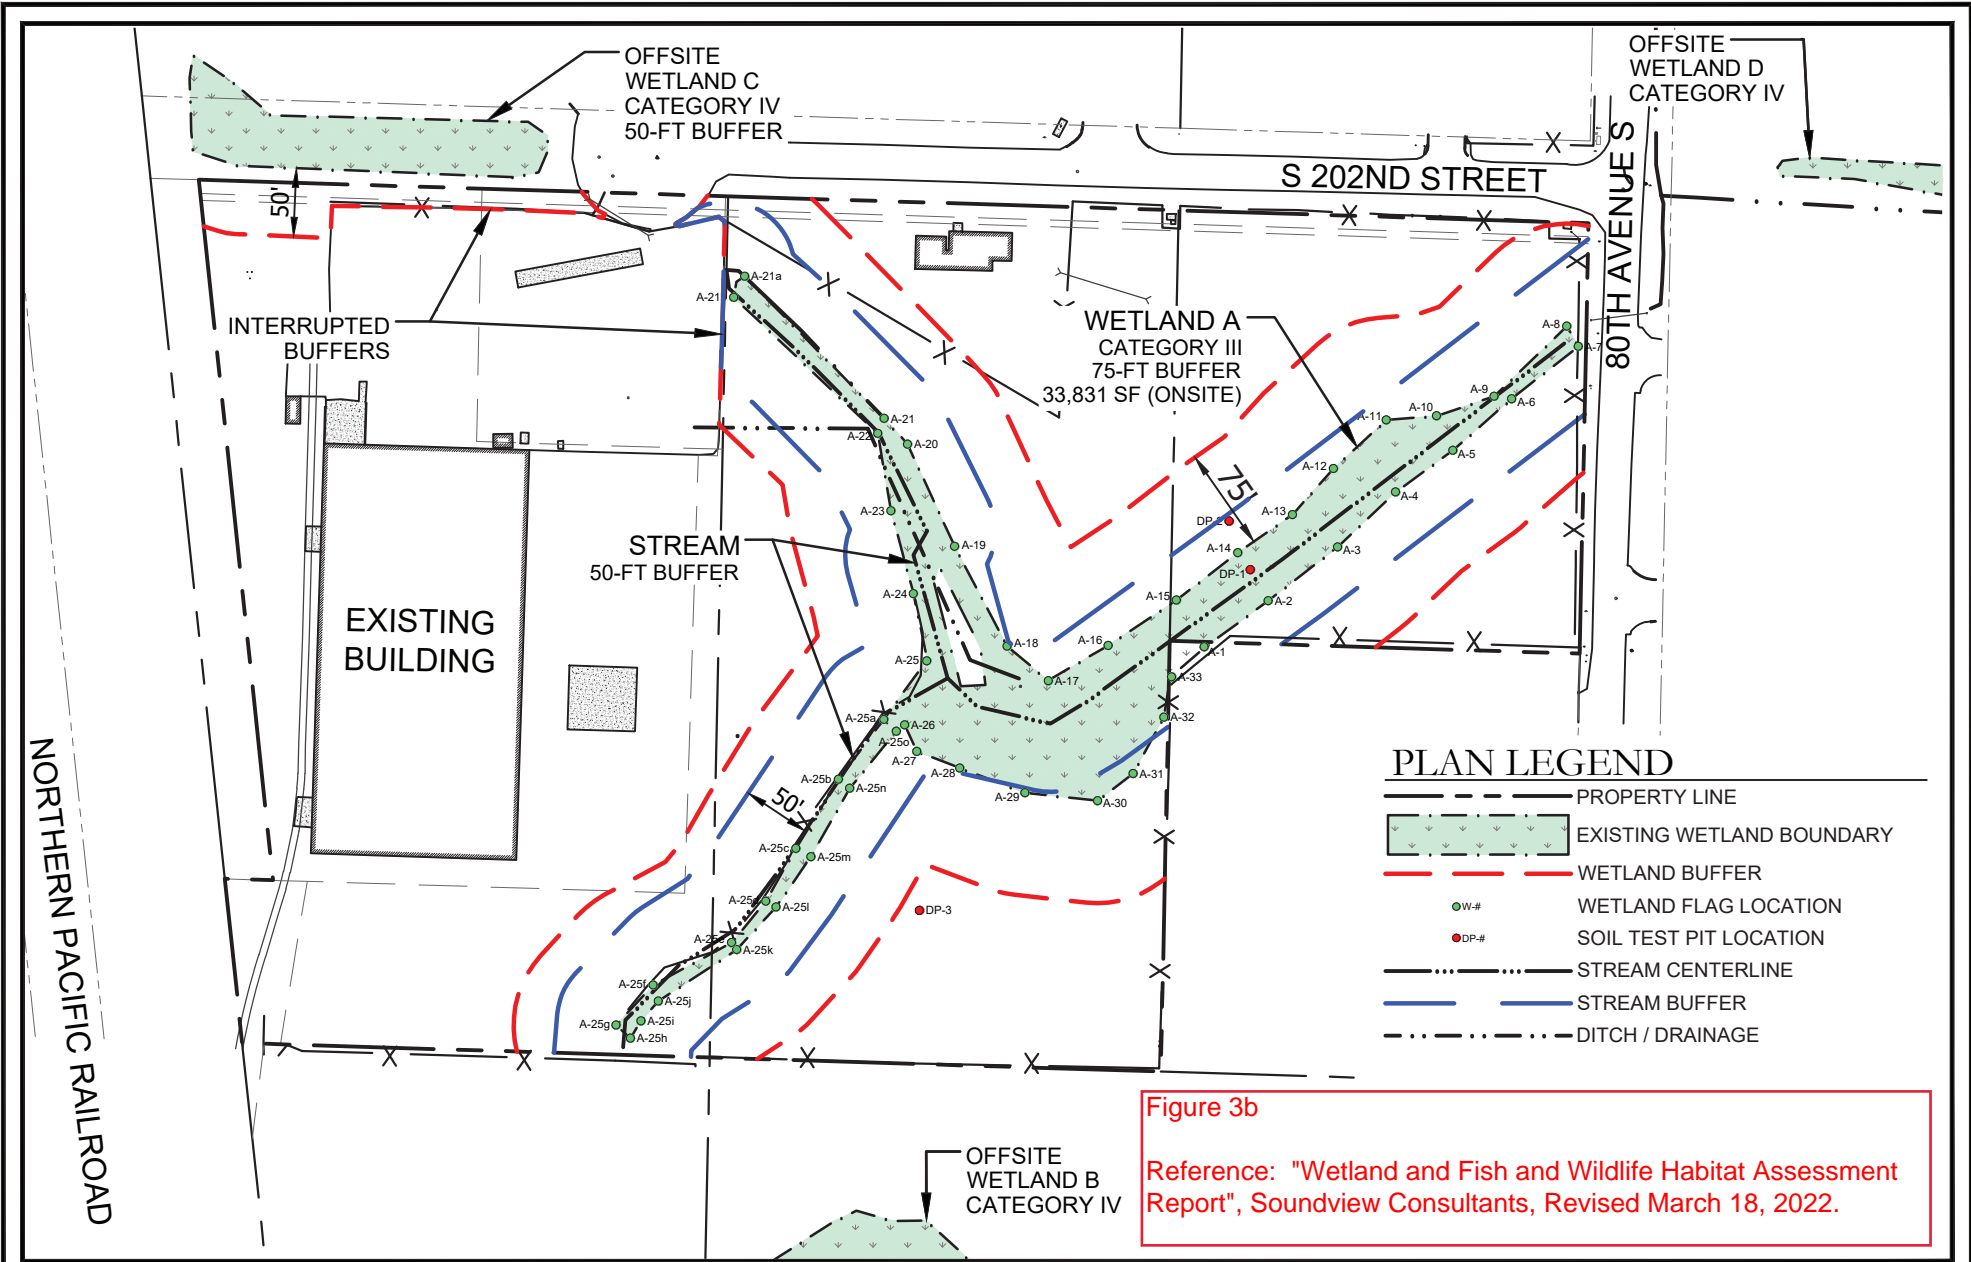 OFFSITE
WETLAND C
CATEGORY IV
50-FT BUFFER
OFFSITE
WETLAND D
CATEGORY IV
S 202ND STREET
80TH AVENUE S
50'
INTERRUPTED
BUFFERS
WETLAND A
CATEGORY III
75-FT BUFFER
33,831 SF (ONSITE)
75'
STREAM
50-FT BUFFER
50'
EXISTING
BUILDING
NORTHERN PACIFIC RAILROAD
OFFSITE
WETLAND B
CATEGORY IV
A-21a
A-21
A-21
A-22
A-20
A-23
A-19
A-24
A-18
A-25
A-17
A-16
A-15
A-14
A-13
A-12
A-11
A-10
A-9
A-8
A-7
A-6
A-5
A-4
A-3
A-2
A-1
A-33
A-32
A-31
A-30
A-29
A-28
A-27
A-26
A-25o
A-25a
A-25b
A-25n
A-25c
A-25m
A-25l
A-25k
A-25f
A-25j
A-25g
A-25i
A-25h
DP-2
DP-1
DP-3
PLAN LEGEND
PROPERTY LINE
EXISTING WETLAND BOUNDARY
WETLAND BUFFER
W-#
WETLAND FLAG LOCATION
DP-#
SOIL TEST PIT LOCATION
STREAM CENTERLINE
STREAM BUFFER
DITCH / DRAINAGE
Figure 3b
Reference: "Wetland and Fish and Wildlife Habitat Assessment
Report", Soundview Consultants, Revised March 18, 2022.